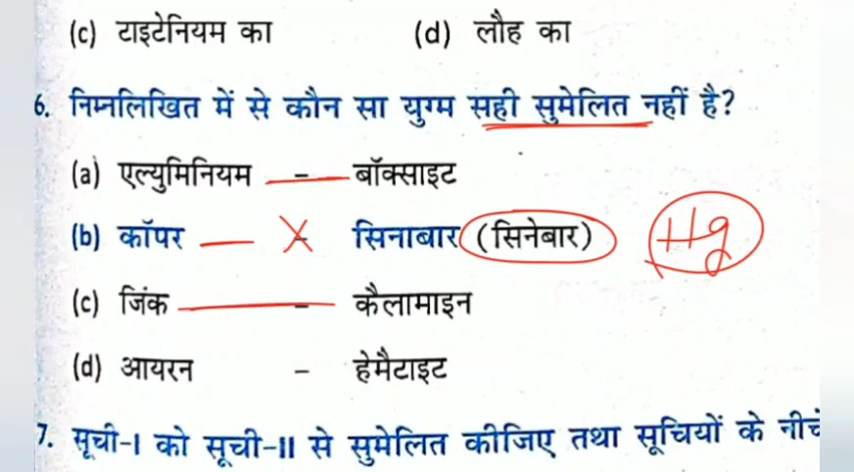 (c) टाइटेनियम का (d) लौह का
6. निम्नलिखित में से कौन सा युग्म सही सुमेलित नहीं है?
(a) एल्युमिनियम - बॉक्साइट
(b) कॉपर - सिनाबार (सिनेबार) Hg
(c) जिंक - कैलामाइन
(d) आयरन - हेमैटाइट
7. सूची-I को सूची-II से सुमेलित कीजिए तथा सूचियों के नीचे